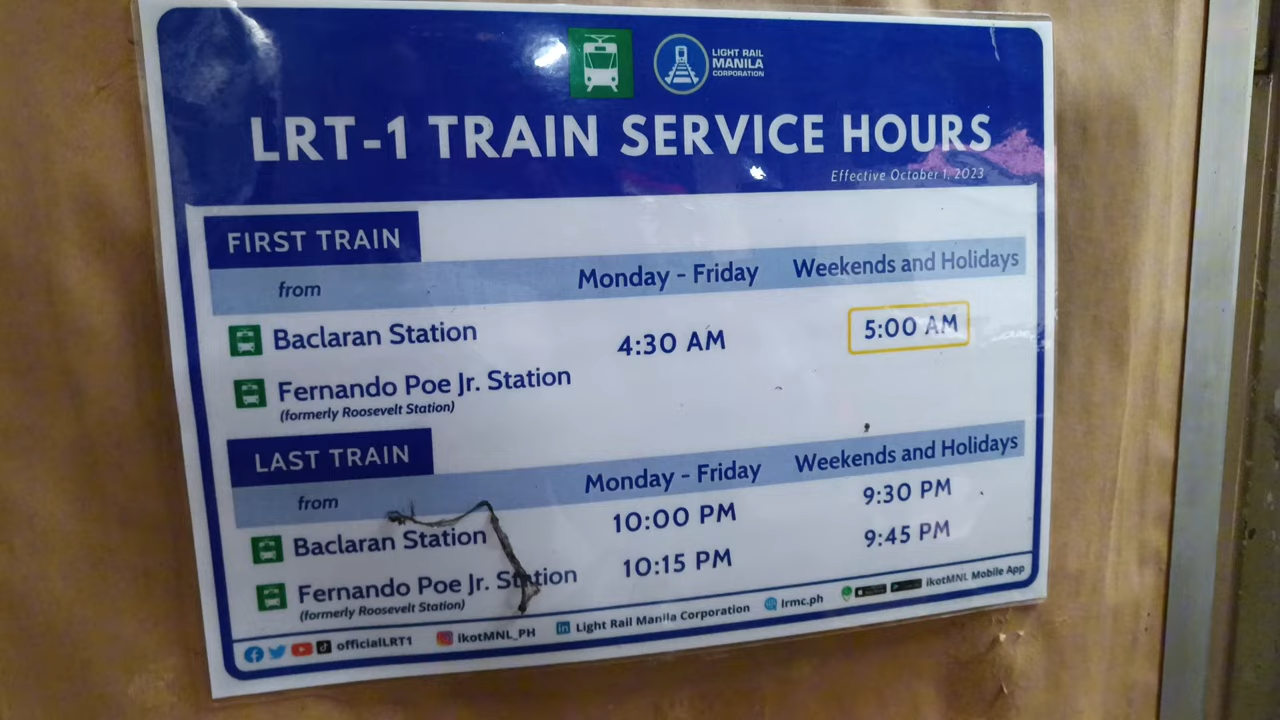 LIGHT RAIL
MANILA
CORPORATION
LRT-1 TRAIN SERVICE HOURS
Effective October 1, 2023
FIRST TRAIN
from Monday - Friday Weekends and Holidays
Baclaran Station 4:30 AM 5:00 AM
Fernando Poe Jr. Station
(formerly Roosevelt Station)
LAST TRAIN
from Monday - Friday Weekends and Holidays
Baclaran Station 10:00 PM 9:30 PM
Fernando Poe Jr. Station 10:15 PM 9:45 PM
(formerly Roosevelt Station)
officialLRT1 ikotMNL_PH Light Rail Manila Corporation lrmc.ph ikotMNL Mobile App